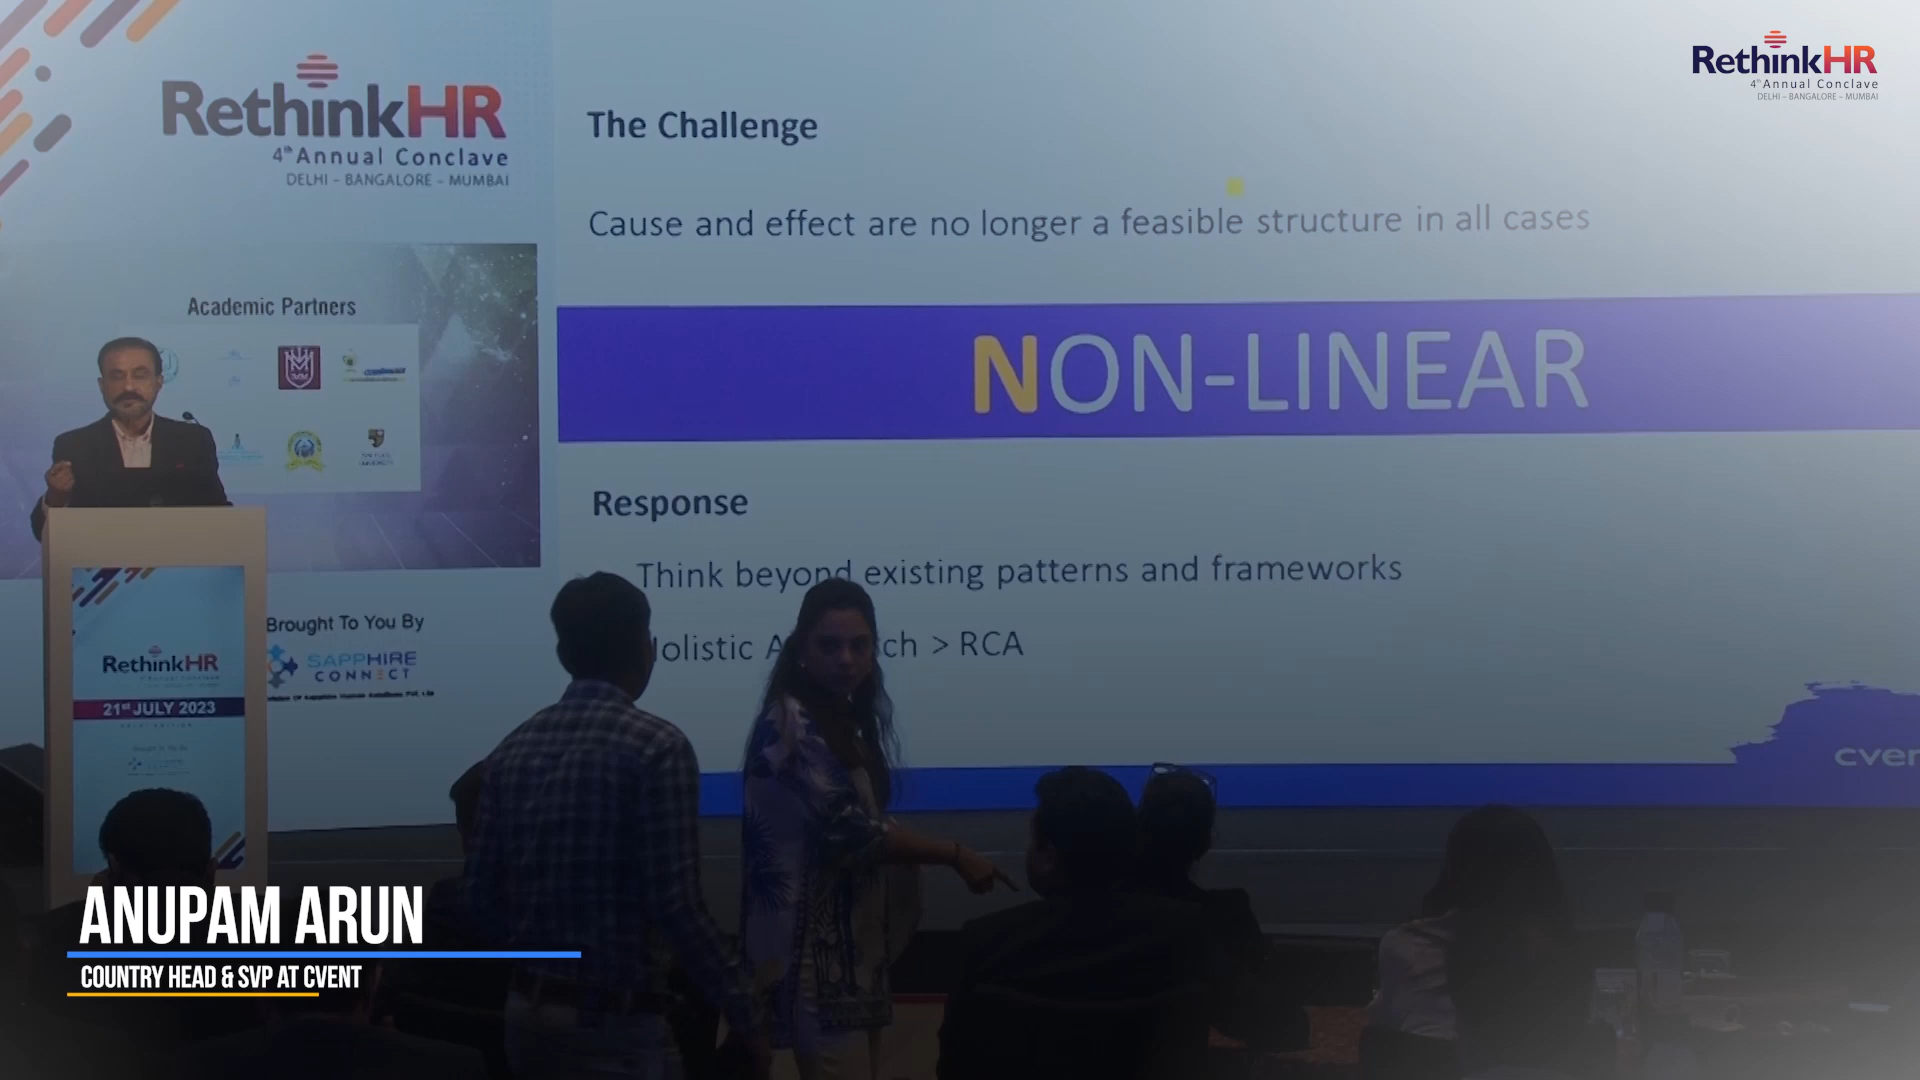 RethinkHR
4th Annual Conclave
DELHI – BANGALORE – MUMBAI
Academic Partners
Brought To You By
SAPPHIRE
CONNECT
RethinkHR
21st JULY 2023
The Challenge
Cause and effect are no longer a feasible structure in all cases
NON-LINEAR
Response
Think beyond existing patterns and frameworks
olistic A ch > RCA
cven
RethinkHR
4th Annual Conclave
DELHI – BANGALORE – MUMBAI
ANUPAM ARUN
COUNTRY HEAD & SVP AT CVENT